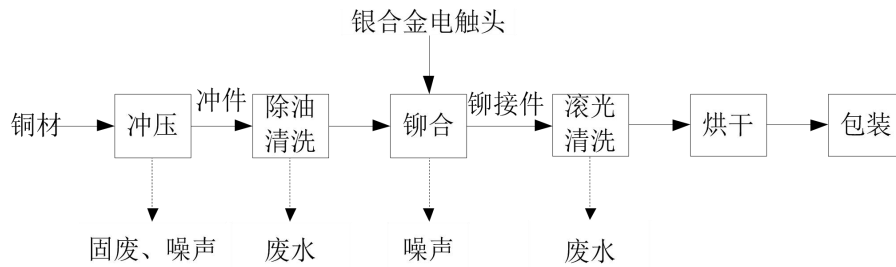 银合金电触头
铜材
冲压
冲件
除油
清洗
铆合
铆接件
滚光
清洗
烘干
包装
固废、噪声
废水
噪声
废水